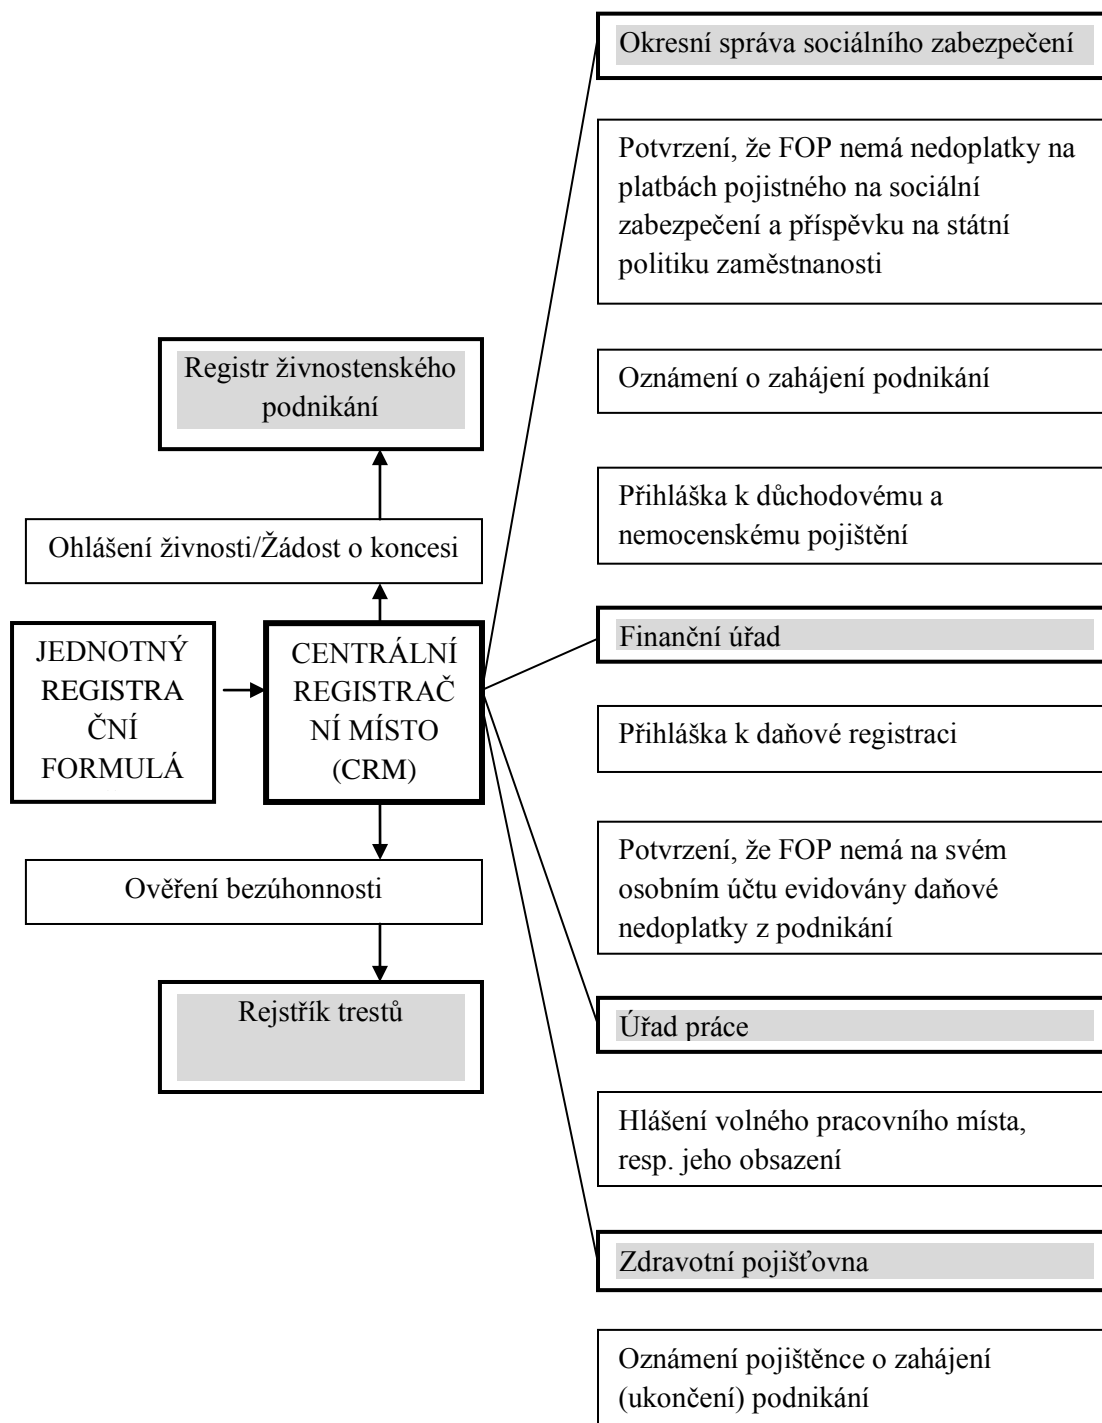 Registr živnostenského
podnikání
Ohlášení živnosti/Žádost o koncesi
JEDNOTNÝ
REGISTRA
ČNÍ
FORMULÁ
CENTRÁLNÍ
REGISTRAČ
NÍ MÍSTO
(CRM)
Ověření bezúhonnosti
Rejstřík trestů
Okresní správa sociálního zabezpečení
Potvrzení, že FOP nemá nedoplatky na
platbách pojistného na sociální
zabezpečení a příspěvku na státní
politiku zaměstnanosti
Oznámení o zahájení podnikání
Přihláška k důchodovému a
nemocenskému pojištění
Finanční úřad
Přihláška k daňové registraci
Potvrzení, že FOP nemá na svém
osobním účtu evidovány daňové
nedoplatky z podnikání
Úřad práce
Hlášení volného pracovního místa,
resp. jeho obsazení
Zdravotní pojišťovna
Oznámení pojištěnce o zahájení
(ukončení) podnikání